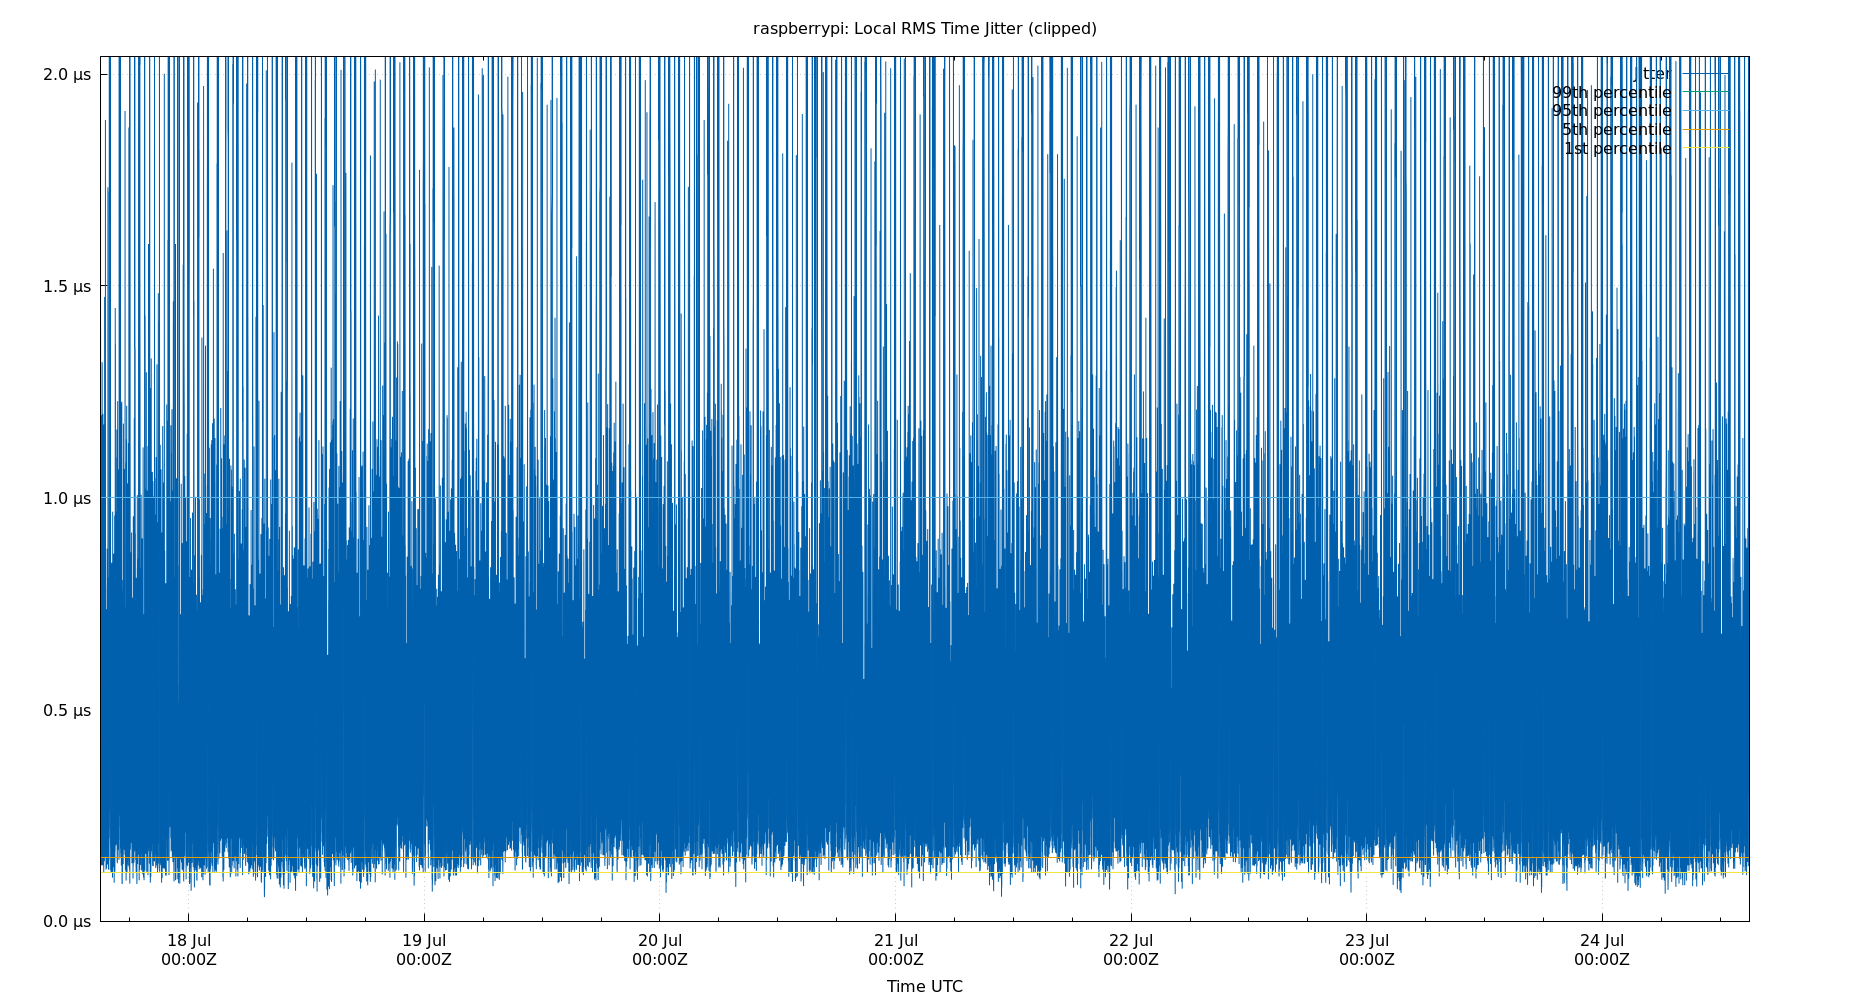 raspberrypi: Local RMS Time Jitter (clipped)
2.0 µs
1.5 µs
1.0 µs
0.5 µs
0.0 µs
Jitter
99th percentile
95th percentile
5th percentile
1st percentile
18 Jul 19 Jul 20 Jul 21 Jul 22 Jul 23 Jul 24 Jul
00:00Z 00:00Z 00:00Z 00:00Z 00:00Z 00:00Z 00:00Z
Time UTC